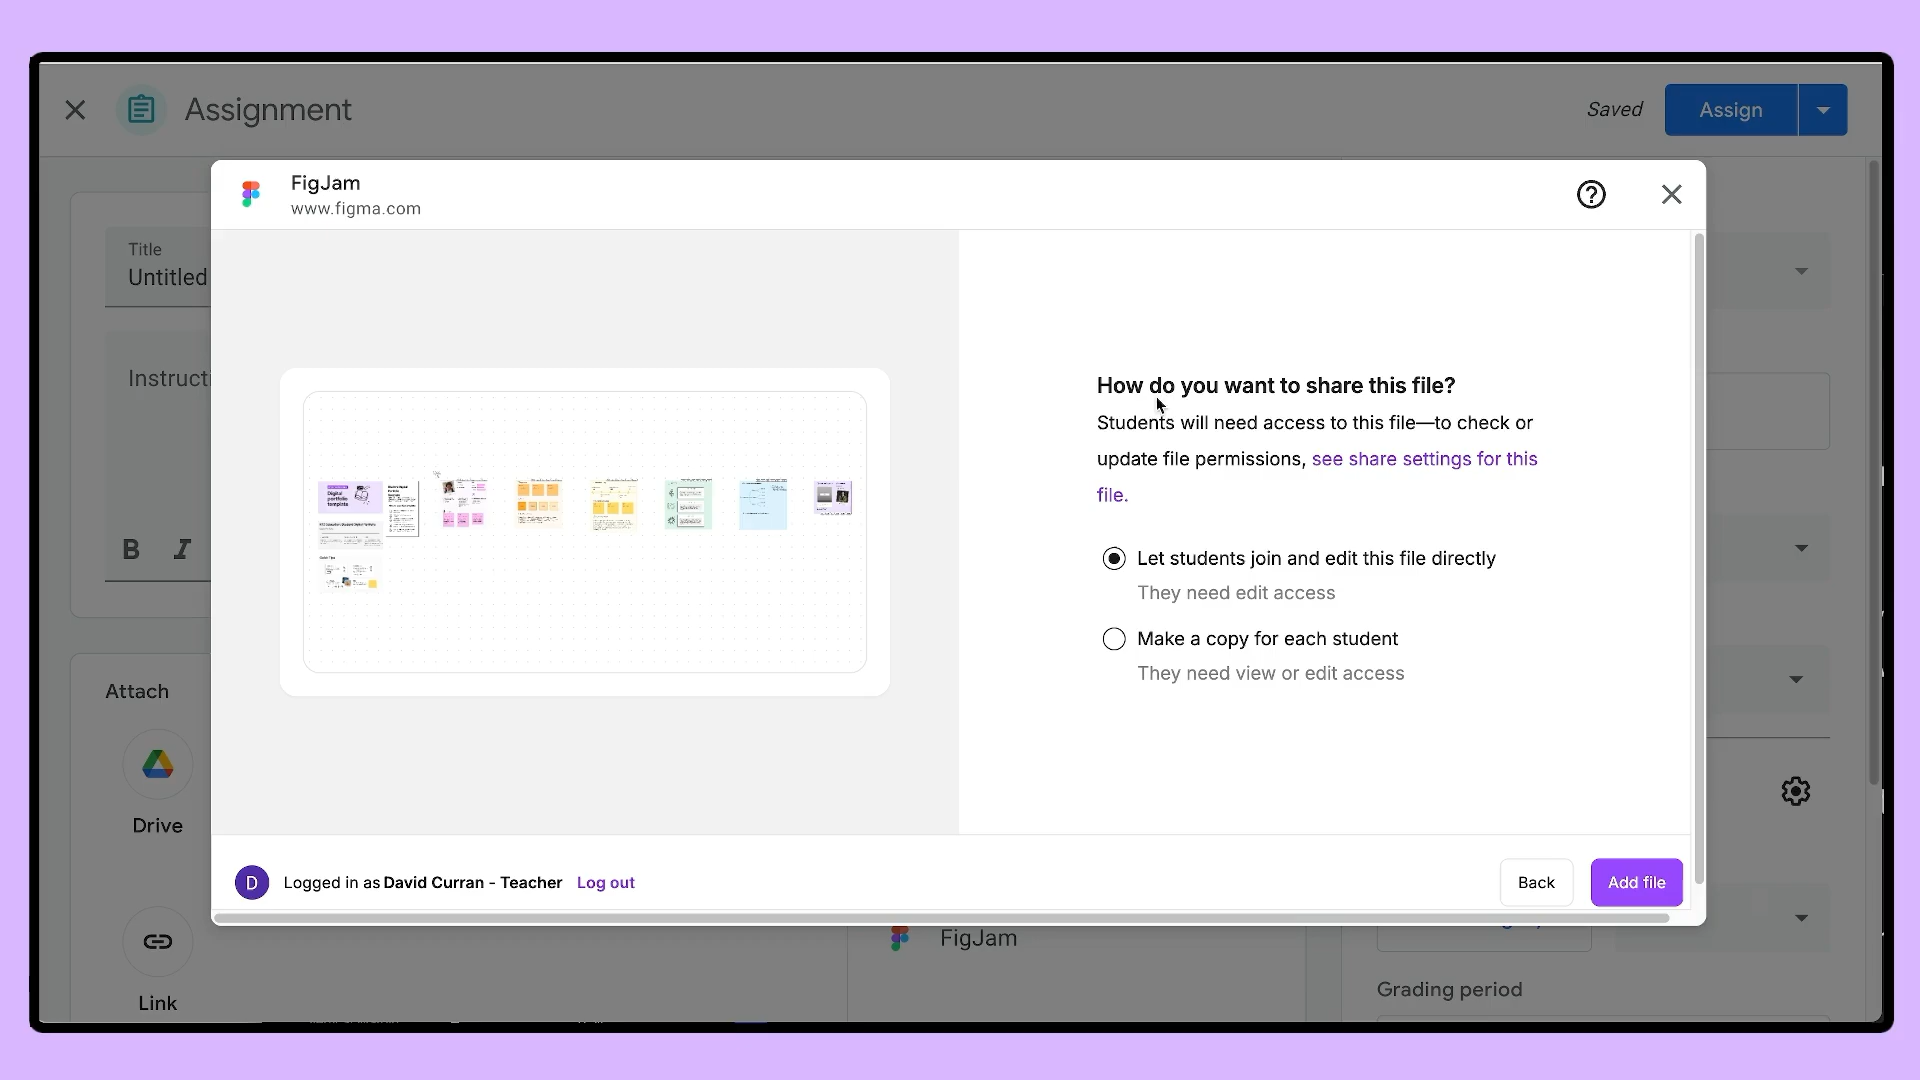 Assignment
Saved
Assign
FigJam
www.figma.com
Title
Untitled
Instructi
B I
Attach
Drive
Link
Digital
portfolio
template.
How do you want to share this file?
Students will need access to this file—to check or
update file permissions, see share settings for this
file.
Let students join and edit this file directly
They need edit access
Make a copy for each student
They need view or edit access
D
Logged in as David Curran - Teacher Log out
Back
Add file
FigJam
Grading period